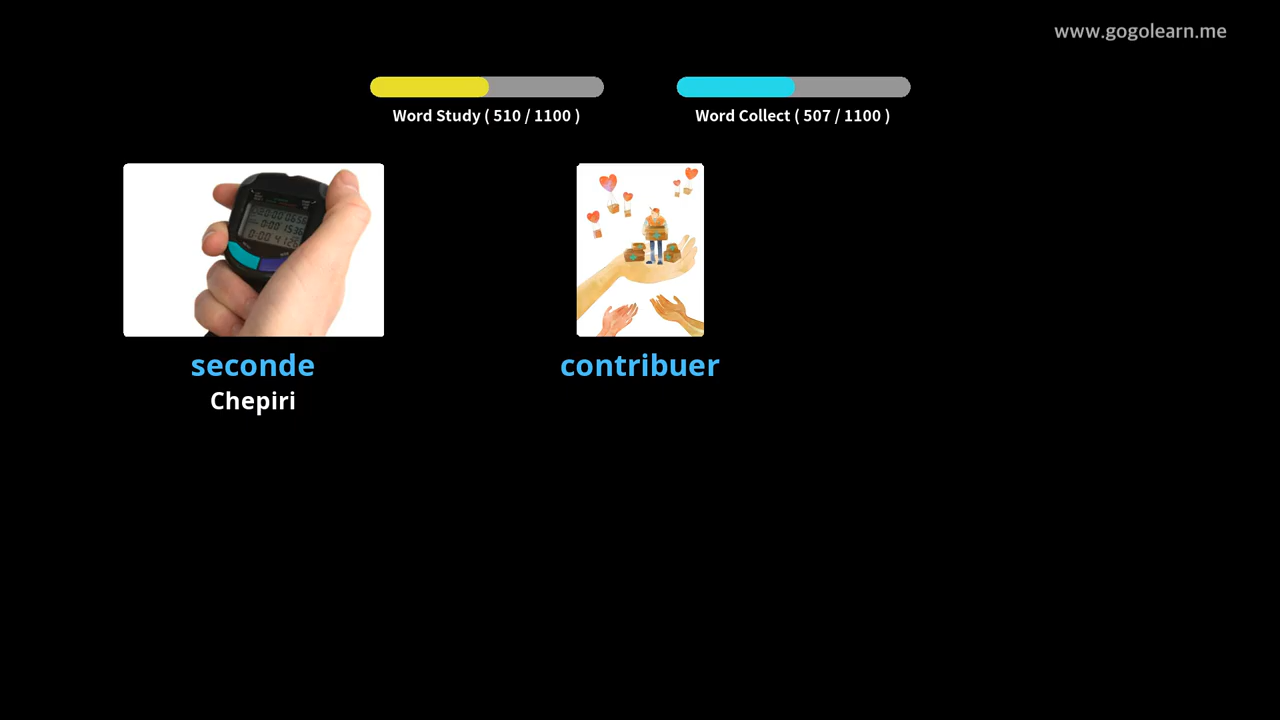 www.gogolearn.me
Word Study ( 510 / 1100 )
Word Collect ( 507 / 1100 )
seconde
Chepiri
contribuer